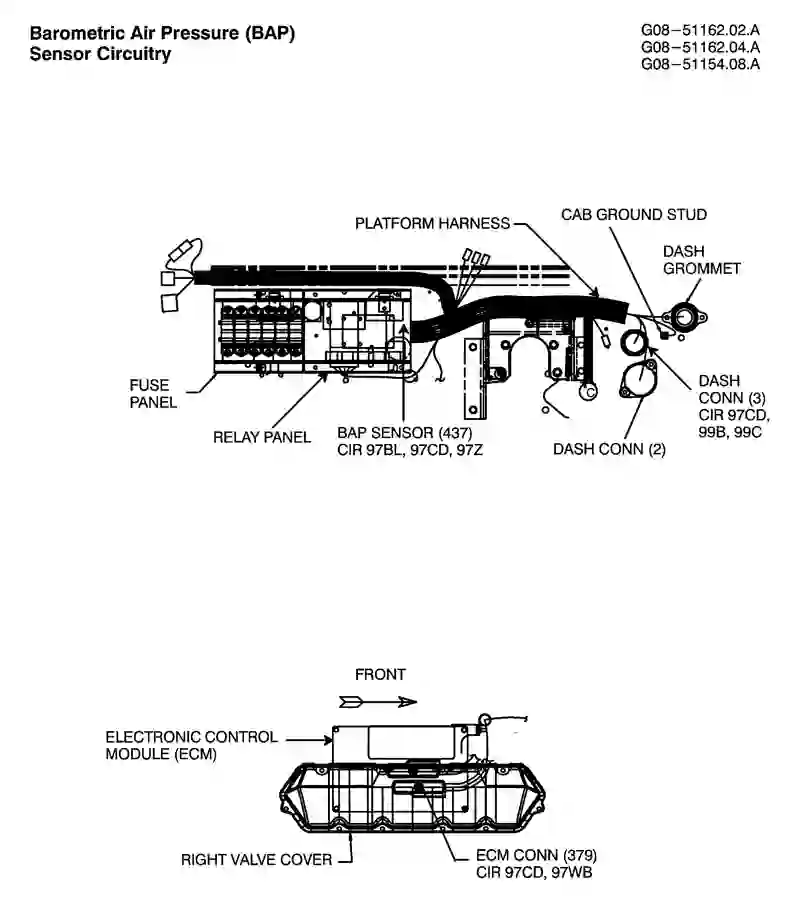 Barometric Air Pressure (BAP)
Sensor Circuitry
G08-51162.02.A
G08-51162.04.A
G08-51154.08.A
PLATFORM HARNESS
CAB GROUND STUD
DASH
GROMMET
FUSE
PANEL
RELAY PANEL
BAP SENSOR (437)
CIR 97BL, 97CD, 97Z
DASH
CONN (3)
CIR 97CD,
99B, 99C
DASH CONN (2)
C
FRONT
ELECTRONIC CONTROL
MODULE (ECM)
RIGHT VALVE COVER
ECM CONN (379)
CIR 97CD, 97WB